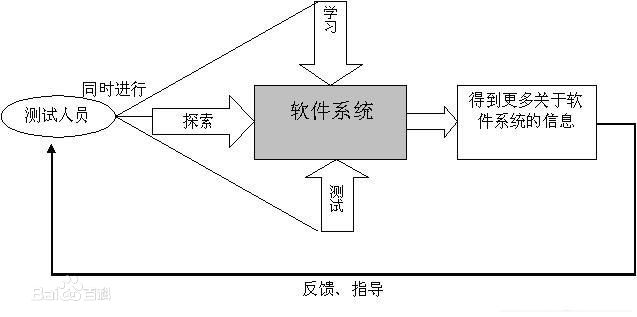 学习
同时进行
测试人员
探索
软件系统
得到更多关于软
件系统的信息
测试
反馈、指导
Baidu百科